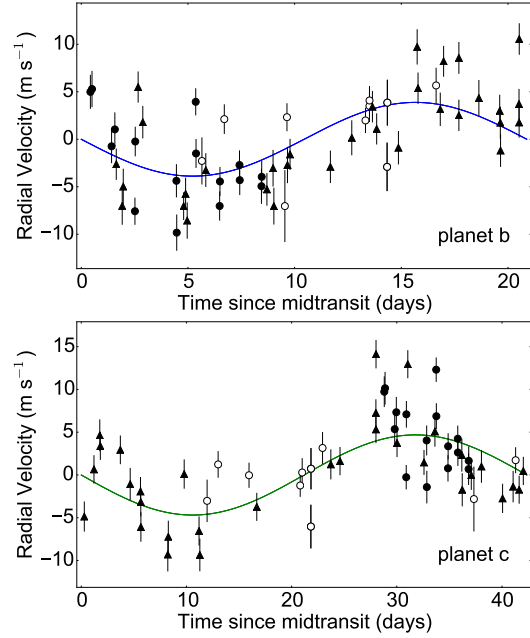 10
5
0
−5
−10
Radial Velocity (m s⁻¹)
planet b
0 5 10 15 20
Time since midtransit (days)
15
10
5
0
−5
−10
Radial Velocity (m s⁻¹)
planet c
0 10 20 30 40
Time since midtransit (days)